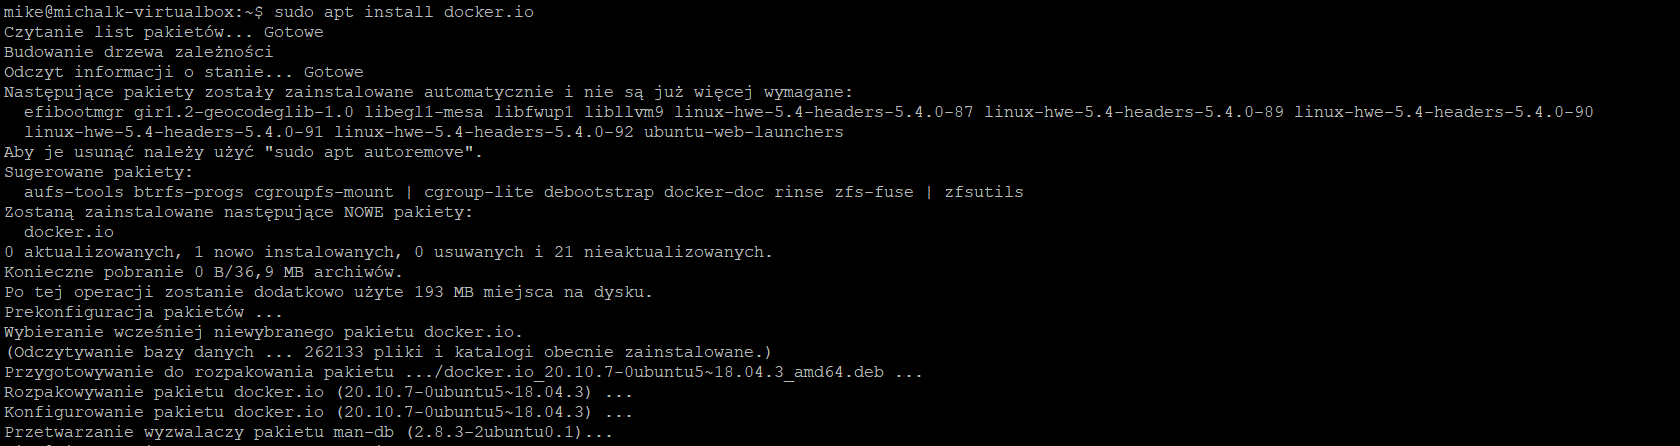 mike@michalk-virtualbox:~$ sudo apt install docker.io
Czytanie list pakietów... Gotowe
Budowanie drzewa zależności
Odczyt informacji o stanie... Gotowe
Następujące pakiety zostały zainstalowane automatycznie i nie są już więcej wymagane:
  efibootmgr gir1.2-geocodeglib-1.0 libegl1-mesa libfwup1 libllvm9 linux-hwe-5.4-headers-5.4.0-87 linux-hwe-5.4-headers-5.4.0-89 linux-hwe-5.4-headers-5.4.0-90
  linux-hwe-5.4-headers-5.4.0-91 linux-hwe-5.4-headers-5.4.0-92 ubuntu-web-launchers
Aby je usunąć należy użyć "sudo apt autoremove".
Sugerowane pakiety:
  aufs-tools btrfs-progs cgroupfs-mount | cgroup-lite debootstrap docker-doc rinse zfs-fuse | zfsutils
Zostaną zainstalowane następujące NOWE pakiety:
  docker.io
0 aktualizowanych, 1 nowo instalowanych, 0 usuwanych i 21 nieaktualizowanych.
Konieczne pobranie 0 B/36,9 MB archiwów.
Po tej operacji zostanie dodatkowo użyte 193 MB miejsca na dysku.
Prekonfiguracja pakietów ...
Wybieranie wcześniej niewybranego pakietu docker.io.
(Odczytywanie bazy danych ... 262133 pliki i katalogi obecnie zainstalowane.)
Przygotowywanie do rozpakowania pakietu .../docker.io_20.10.7-0ubuntu5~18.04.3_amd64.deb ...
Rozpakowywanie pakietu docker.io (20.10.7-0ubuntu5~18.04.3) ...
Konfigurowanie pakietu docker.io (20.10.7-0ubuntu5~18.04.3) ...
Przetwarzanie wyzwalaczy pakietu man-db (2.8.3-2ubuntu0.1)...